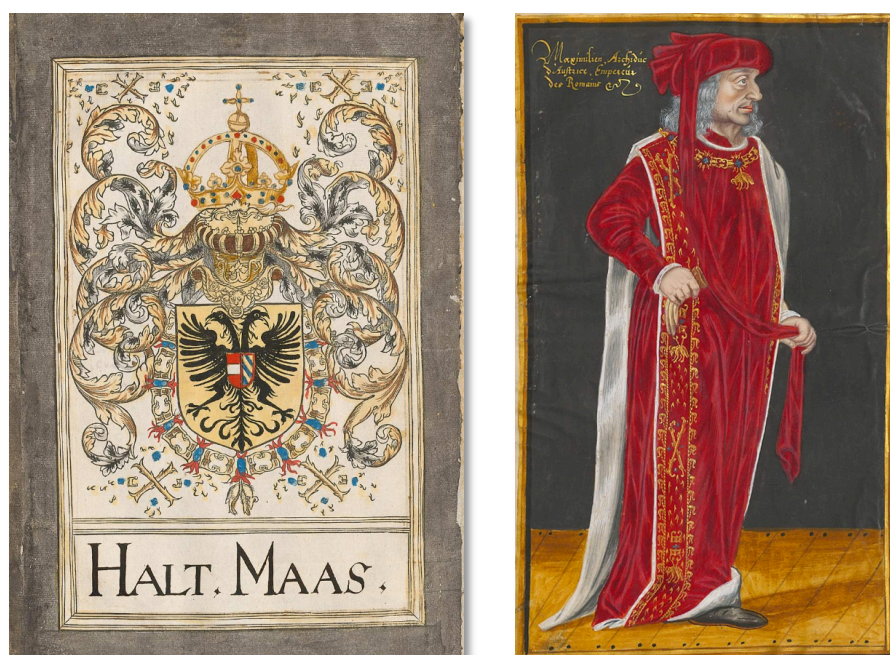 HALT. MAAS.
Maximilien. Archiduc
d'Austrice. Empereur
des Romains